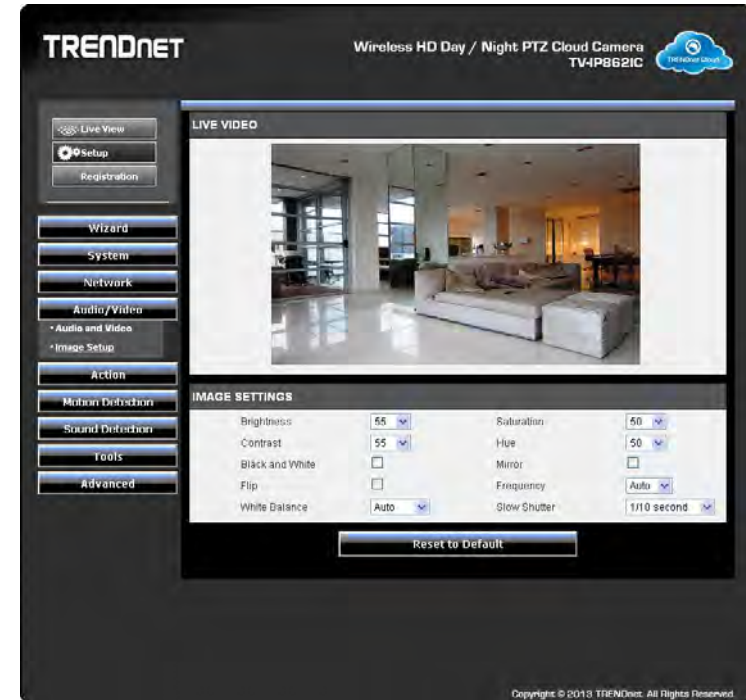 TRENDNET
Wireless HD Day / Night PTZ Cloud Camera
TV-IP862IC
TRENDnet Cloud
Live View
Setup
Registration
Wizard
System
Network
Audio/Video
• Audio and Video
• Image Setup
Action
Motion Detection
Sound Detection
Tools
Advanced
LIVE VIDEO
IMAGE SETTINGS
Brightness 55 Saturation 50
Contrast 55 Hue 50
Black and White Mirror
Flip Frequency Auto
White Balance Auto Slow Shutter 1/10 second
Reset to Default
Copyright © 2013 TRENDnet. All Rights Reserved.